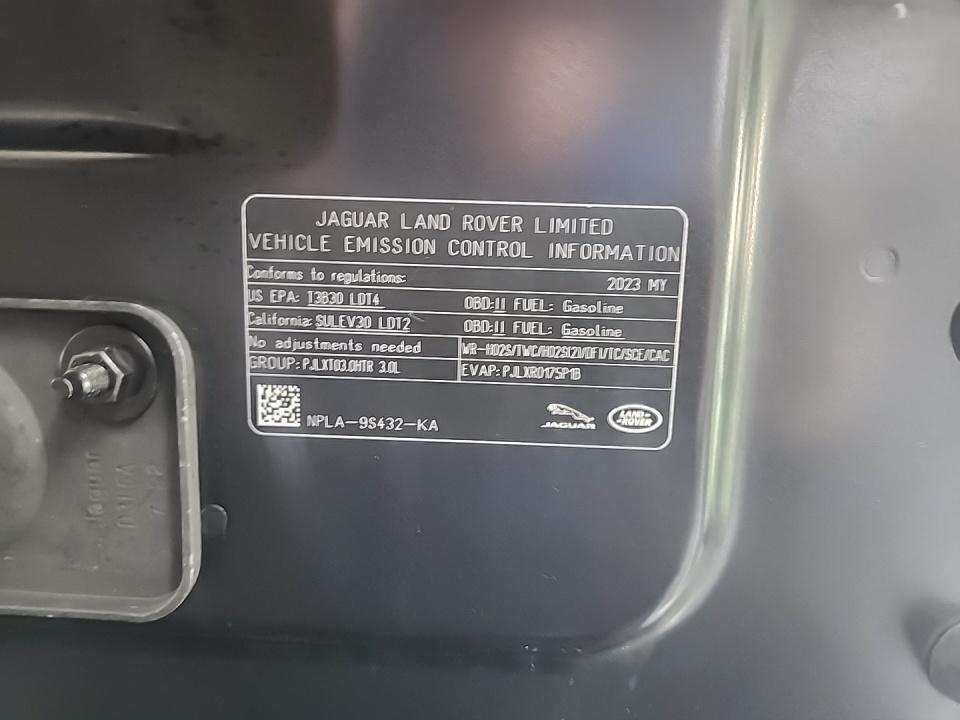 JAGUAR LAND ROVER LIMITED
VEHICLE EMISSION CONTROL INFORMATION
Conforms to regulations: 2023 MY
US EPA: T3B30 LDT4 OBD:II FUEL: Gasoline
California: SULEV30 LDT2 OBD:II FUEL: Gasoline
No adjustments needed WR-HO2S/TWC/HO2S(2)/DFI/TC/SCE/CAC
GROUP: PJLXT03.0HTR 3.0L EVAP: PJLXR0175P1B
NPLA-9S432-KA
JAGUAR
LAND-
-ROVER